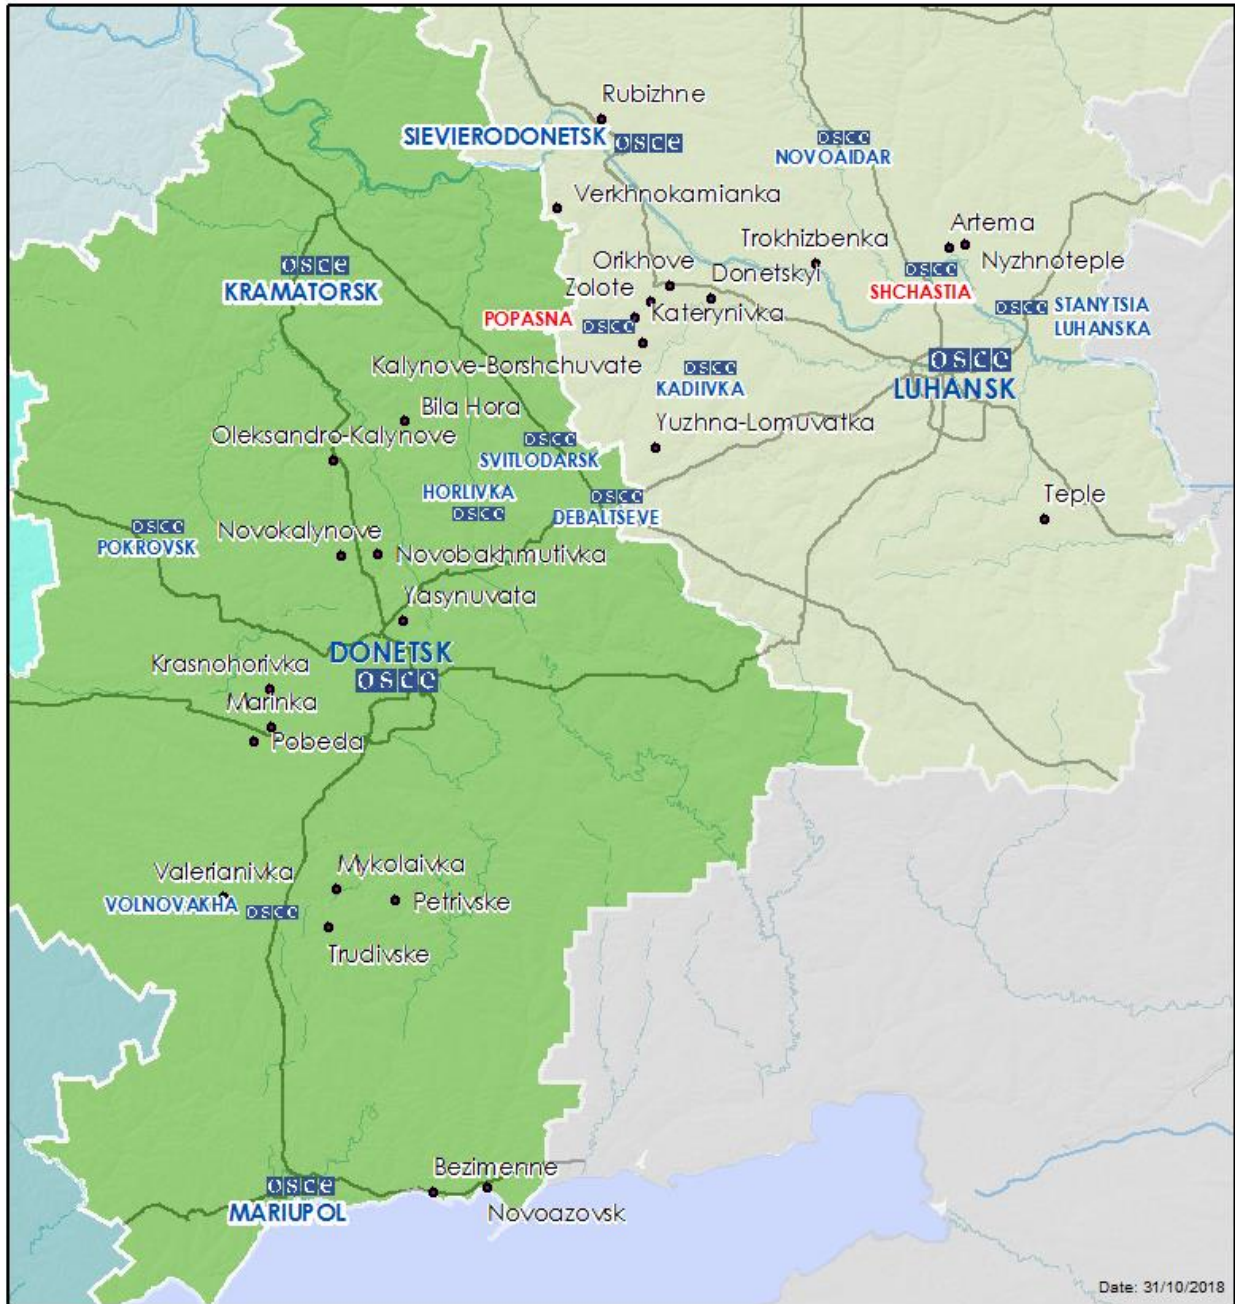 Rubizhne
SIEVIERODONETSK
osce
osce
NOVOAIDAR
Verkhnokamianka
Artema
Trokhizbenka
Nyzhnoteple
osce
KRAMATORSK
Orikhove
Donetskyi
osce
SHCHASTIA
Zolote
Katerynivka
osce
STANYTSIA
LUHANSKA
POPASNA
osce
Kalynove-Borshchuvate
osce
KADIIVKA
osce
LUHANSK
Bila Hora
Oleksandro-Kalynove
osce
SVITLODARSK
Yuzhna-Lomuvatka
HORLIVKA
osce
osce
DEBALTSEVE
Teple
osce
POKROVSK
Novokalynove
Novobakhmutivka
Yasynuvata
DONETSK
osce
Krasnohorivka
Marinka
Pobeda
Valerianivka
Mykolaivka
VOLNOVAKHA
osce
Petrivske
Trudivske
Bezimenne
osce
MARIUPOL
Novoazovsk
Date: 31/10/2018